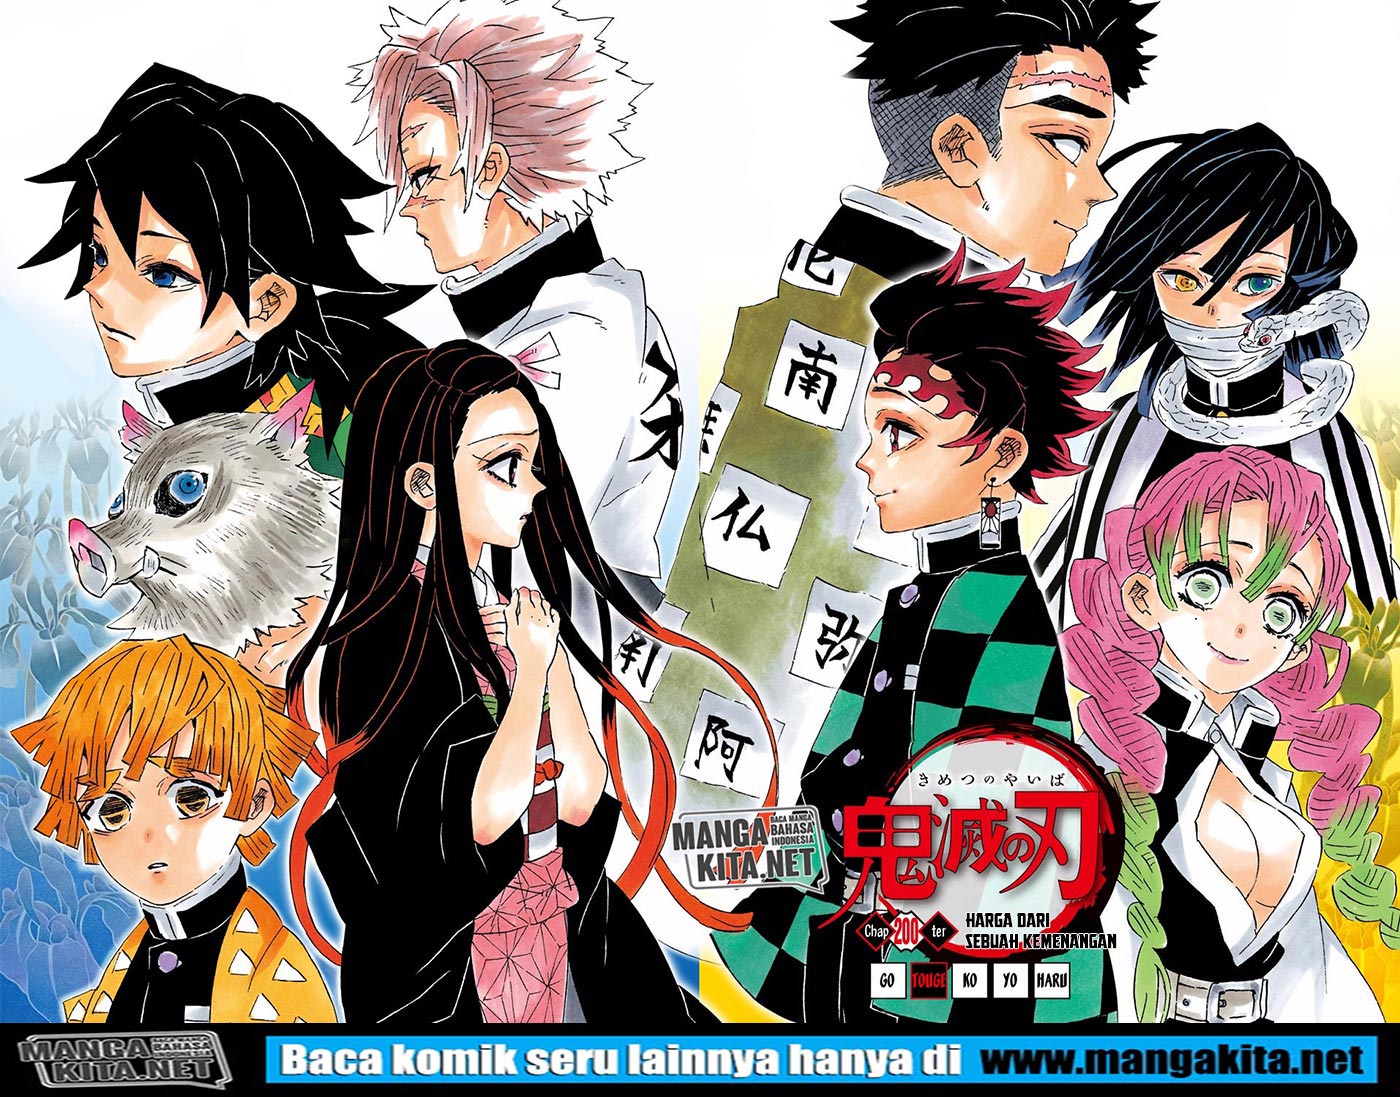 尼
南
仏
弥
利
阿
MANGA
KITA.NET
BACA MANGA
BAHASA
INDONESIA
きめつのやいば
鬼滅の刃
Chap 200 ter
HARGA DARI
SEBUAH KEMENANGAN
GO TOUGE KO YO HARU
MANGA
KITA.NET
Baca komik seru lainnya hanya di www.mangakita.net